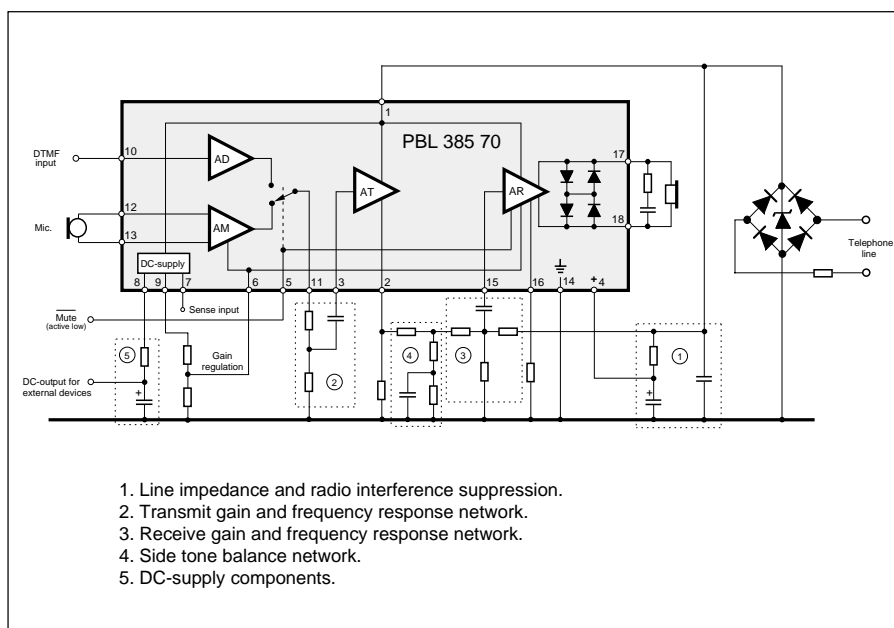 1
PBL 385 70
DTMF
input
10
AD
17
12
AT
AR
Mic.
AM
13
18
Telephone
line
DC-supply
8 9 7 6 5 11 3 2 15 16 14 + 4
Sense input
Mute
(active low)
5
Gain
regulation
2
4
3
1
DC-output for
external devices
+
+
1. Line impedance and radio interference suppression.
2. Transmit gain and frequency response network.
3. Receive gain and frequency response network.
4. Side tone balance network.
5. DC-supply components.